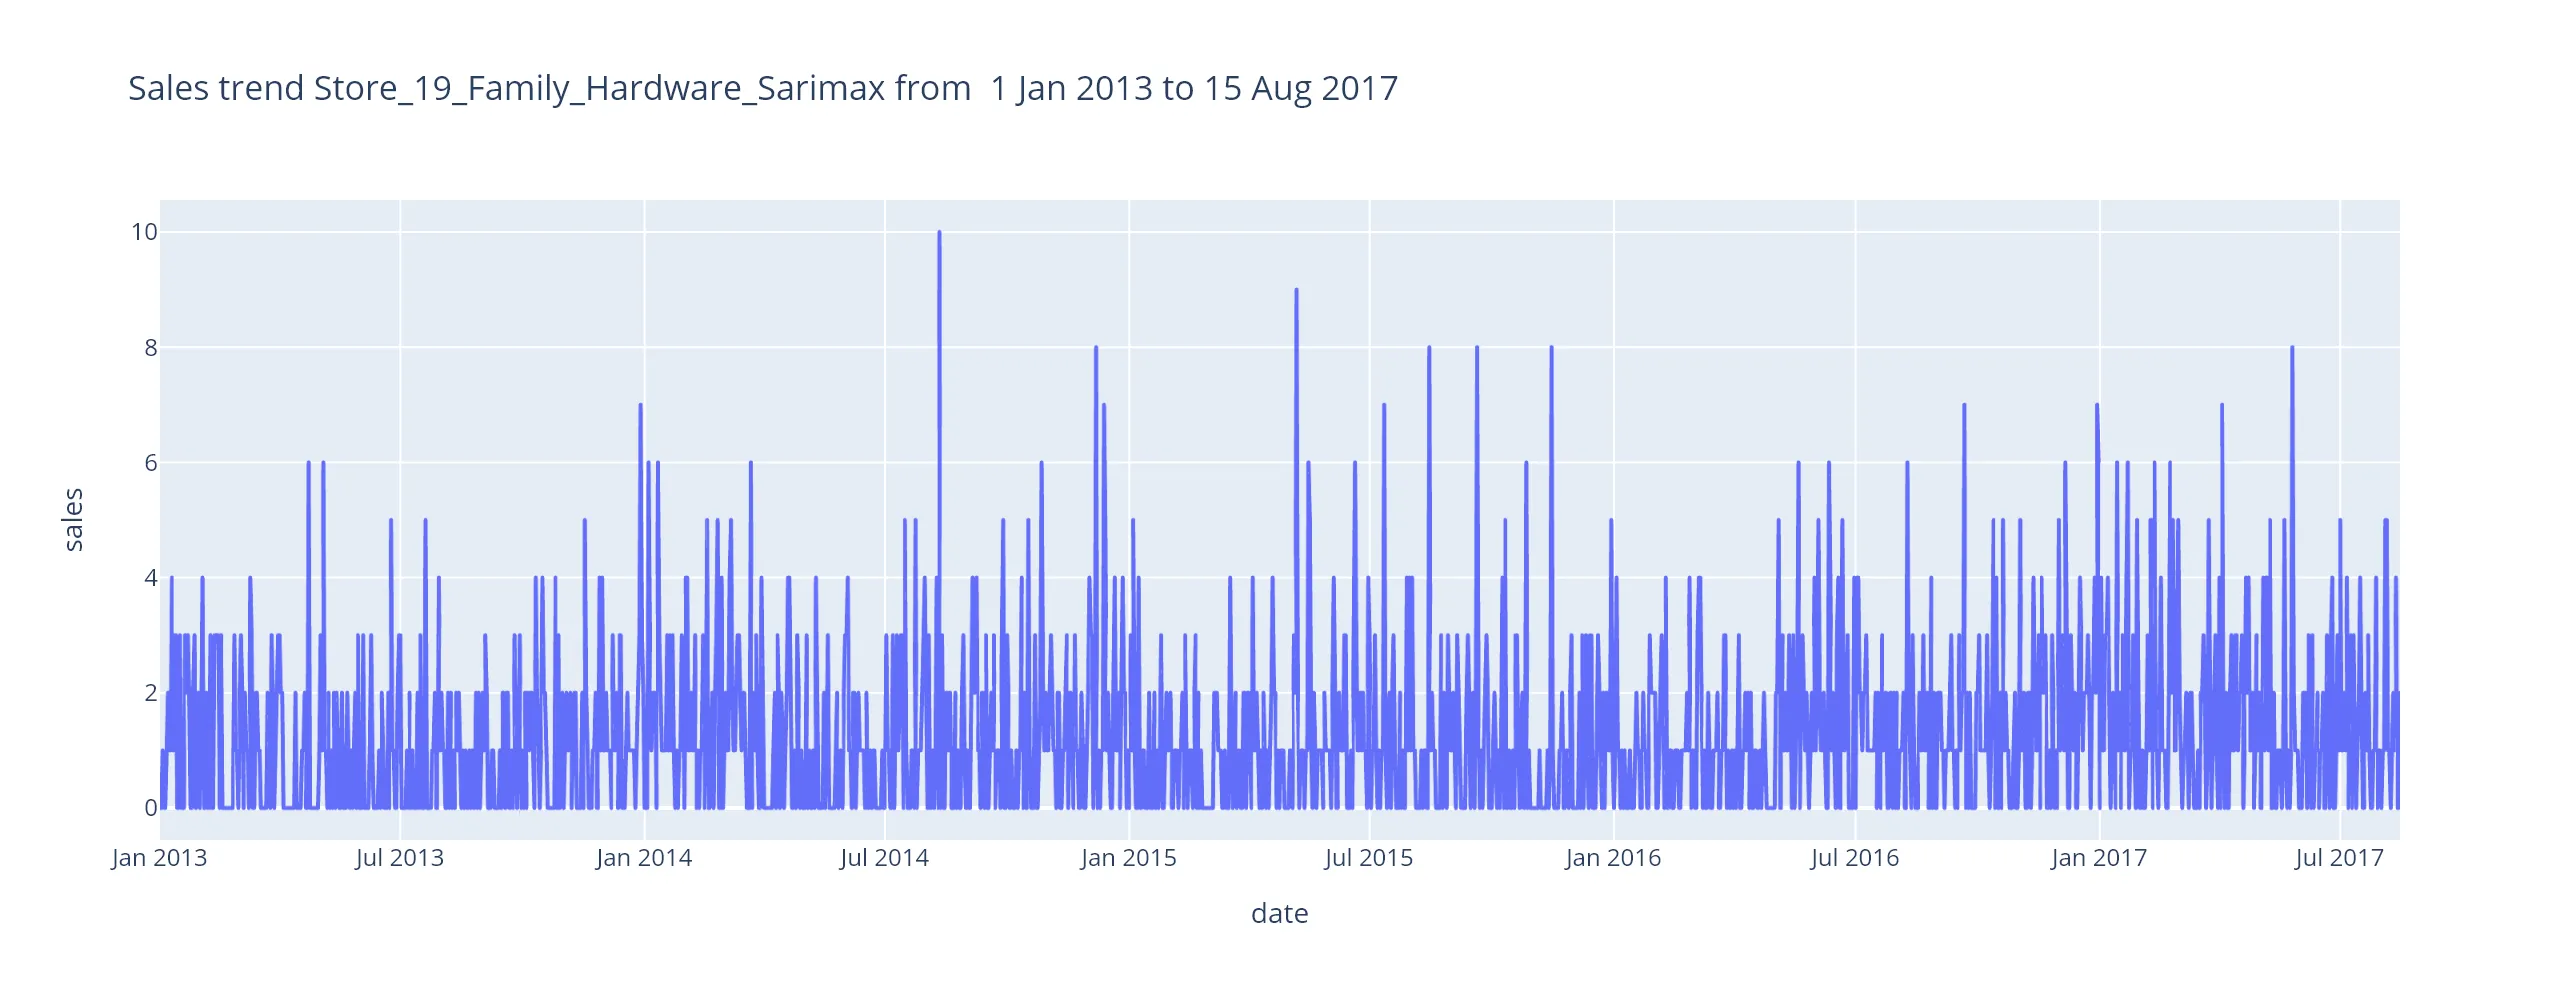 Sales trend Store_19_Family_Hardware_Sarimax from  1 Jan 2013 to 15 Aug 2017
10
8
6
4
2
0
sales
Jan 2013 Jul 2013 Jan 2014 Jul 2014 Jan 2015 Jul 2015 Jan 2016 Jul 2016 Jan 2017 Jul 2017
date